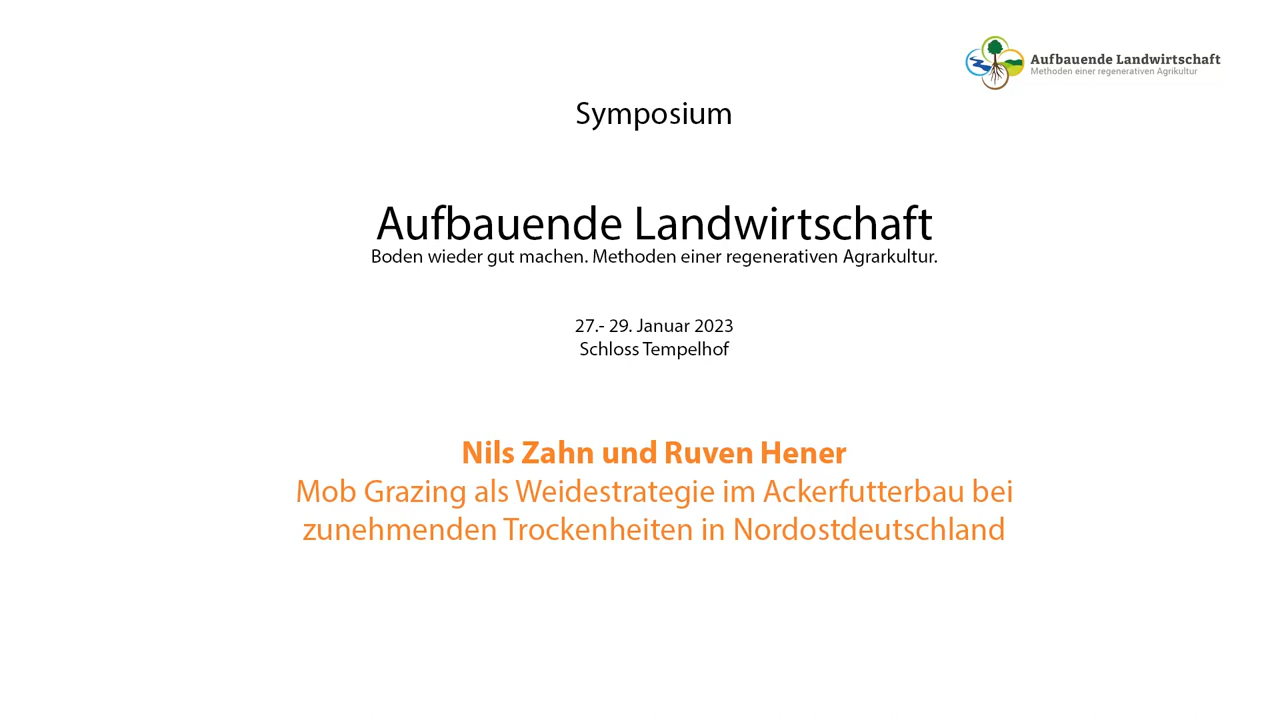 Aufbauende Landwirtschaft
Methoden einer regenerativen Agrikultur
Symposium
Aufbauende Landwirtschaft
Boden wieder gut machen. Methoden einer regenerativen Agrarkultur.
27.- 29. Januar 2023
Schloss Tempelhof
Nils Zahn und Ruven Hener
Mob Grazing als Weidestrategie im Ackerfutterbau bei
zunehmenden Trockenheiten in Nordostdeutschland